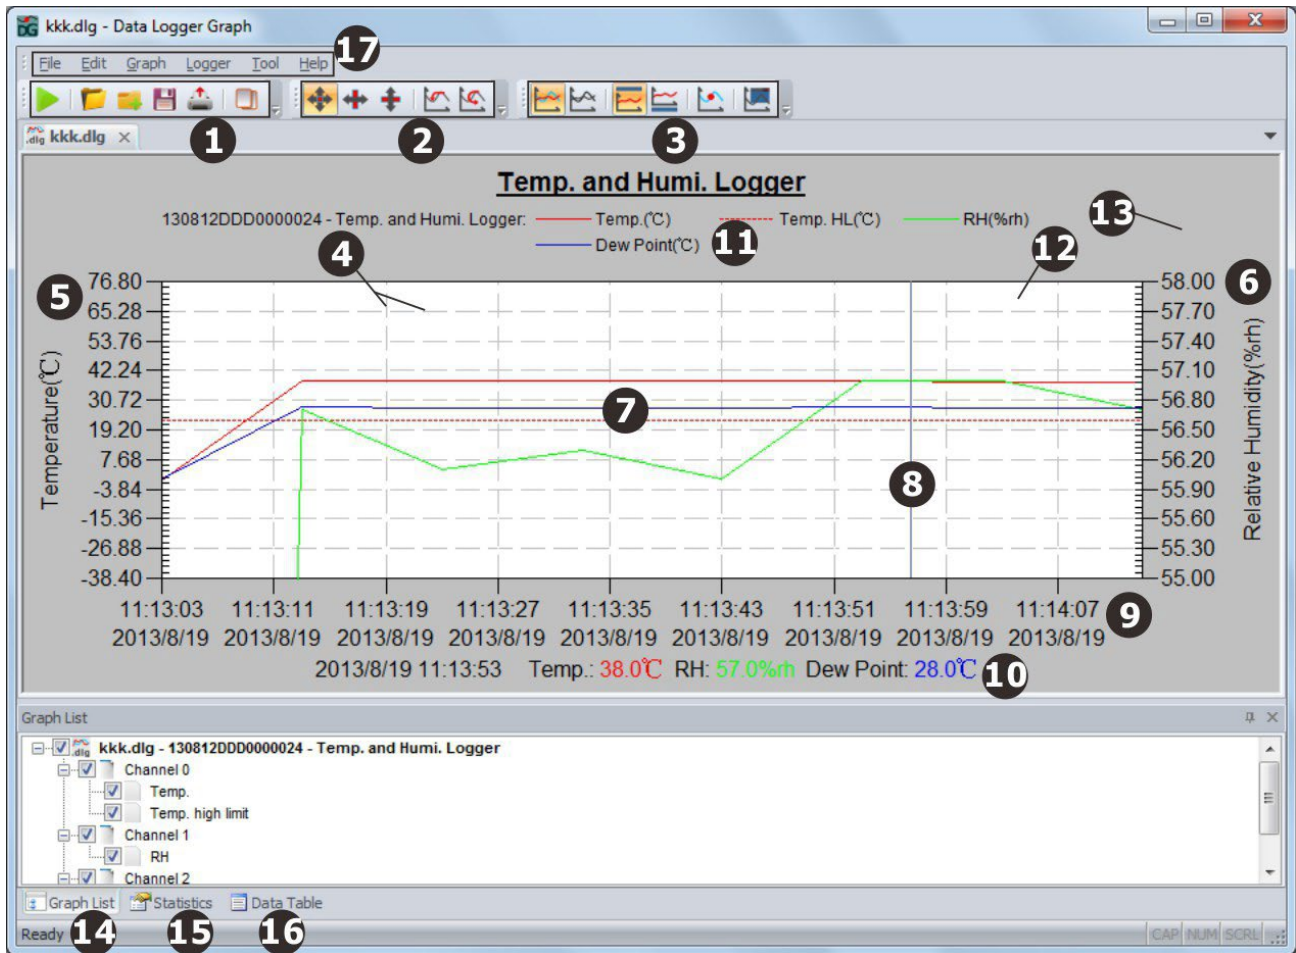 kkk.dlg - Data Logger Graph
File Edit Graph Logger Tool Help 17
1 2 3
kkk.dlg
Temp. and Humi. Logger
130812DDD0000024 - Temp. and Humi. Logger: Temp.(℃) Temp. HL(℃) RH(%rh) 13
Dew Point(℃) 11
4 12
5 6
76.80 58.00
65.28 57.70
53.76 57.40
42.24 57.10
30.72 56.80
19.20 56.50
7.68 56.20
-3.84 55.90
-15.36 55.60
-26.88 55.30
-38.40 55.00
Temperature(℃)
Relative Humidity(%rh)
7
8
11:13:03 11:13:11 11:13:19 11:13:27 11:13:35 11:13:43 11:13:51 11:13:59 11:14:07
2013/8/19 2013/8/19 2013/8/19 2013/8/19 2013/8/19 2013/8/19 2013/8/19 2013/8/19 2013/8/19
9
2013/8/19 11:13:53 Temp.: 38.0℃ RH: 57.0%rh Dew Point: 28.0℃ 10
Graph List
.dlg kkk.dlg - 130812DDD0000024 - Temp. and Humi. Logger
Channel 0
Temp.
Temp. high limit
Channel 1
RH
Channel 2
Graph List Statistics Data Table
14 15 16
Ready CAP NUM SCRL